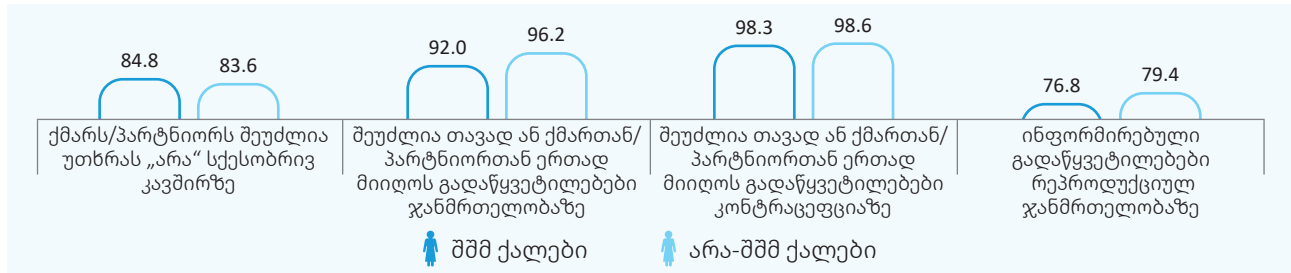 84.8
83.6
92.0
96.2
98.3
98.6
76.8
79.4
ქმარს/პარტნიორს შეუძლია
უთხრას „არა“ სქესობრივ
კავშირზე
შეუძლია თავად ან ქმართან/
პარტნიორთან ერთად
მიიღოს გადაწყვეტილებები
ჯანმრთელობაზე
შეუძლია თავად ან ქმართან/
პარტნიორთან ერთად
მიიღოს გადაწყვეტილებები
კონტრაცეფციაზე
ინფორმირებული
გადაწყვეტილებები
რეპროდუქციულ
ჯანმრთელობაზე
შშმ ქალები
არა-შშმ ქალები